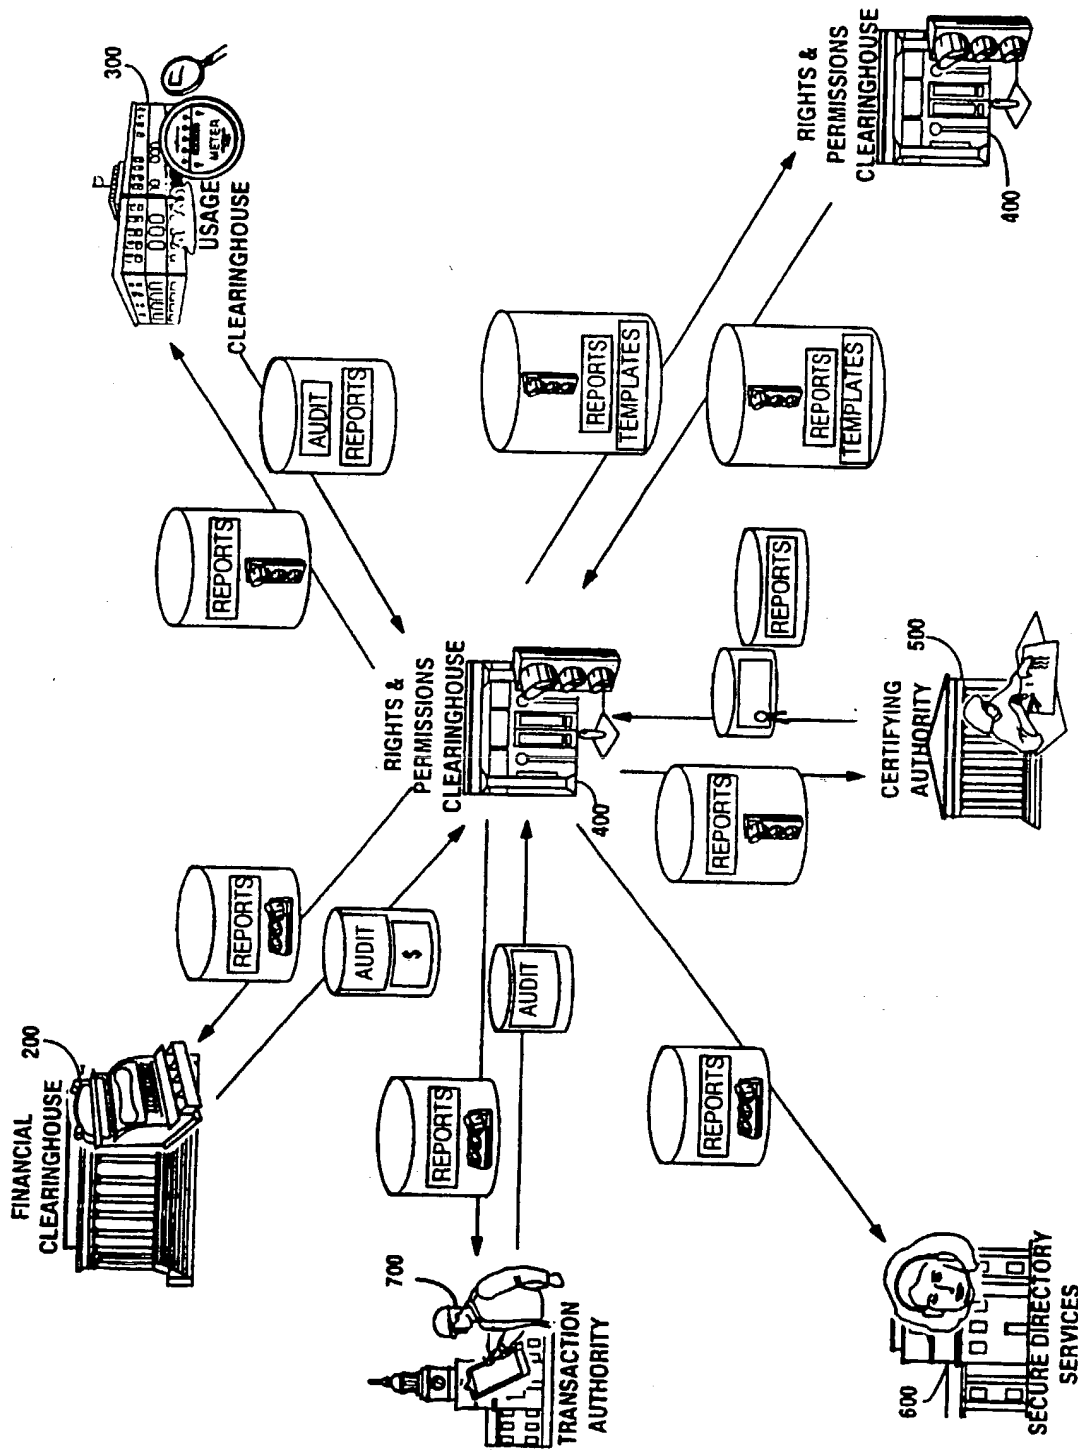 FINANCIAL
CLEARINGHOUSE
200
REPORTS
AUDIT
$
REPORTS
AUDIT
REPORTS
USAGE
CLEARINGHOUSE
300
METER
TRANSACTION
AUTHORITY
700
REPORTS
AUDIT
RIGHTS &
PERMISSIONS
CLEARINGHOUSE
400
REPORTS
TEMPLATES
REPORTS
TEMPLATES
RIGHTS &
PERMISSIONS
CLEARINGHOUSE
400
SECURE DIRECTORY
SERVICES
600
REPORTS
REPORTS
REPORTS
CERTIFYING
AUTHORITY
500